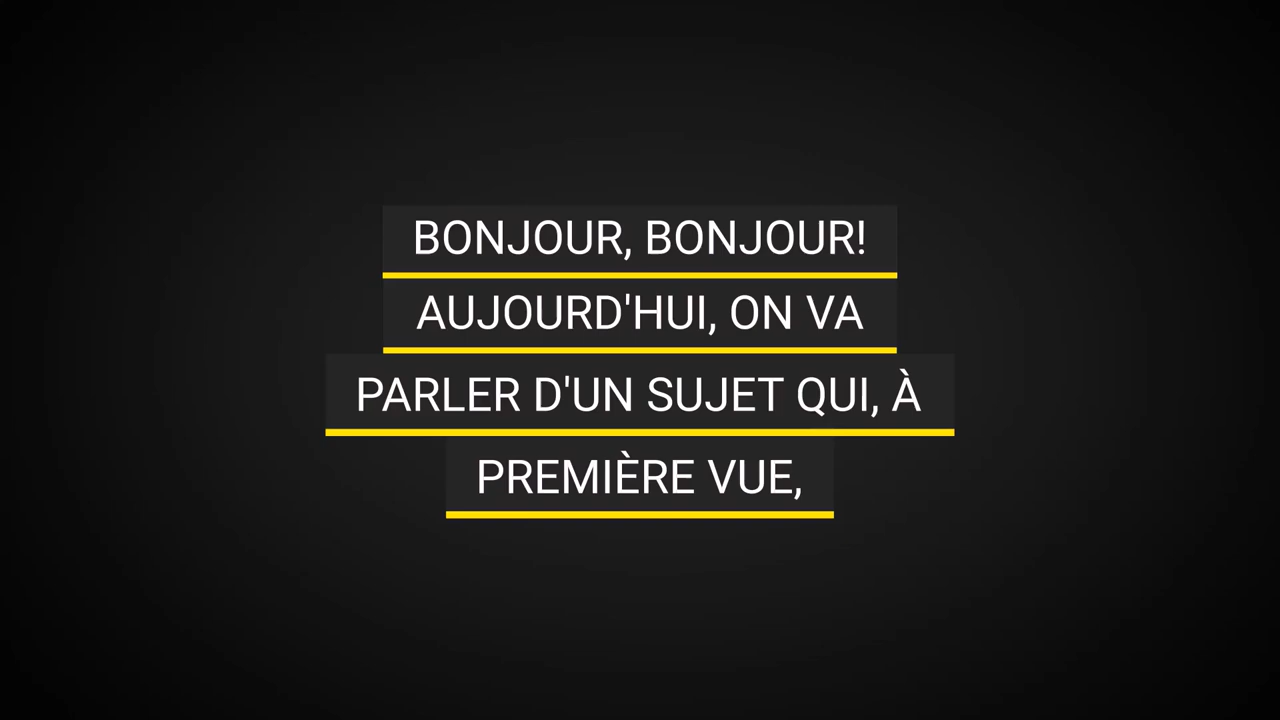 BONJOUR, BONJOUR!
AUJOURD'HUI, ON VA
PARLER D'UN SUJET QUI, À
PREMIÈRE VUE,